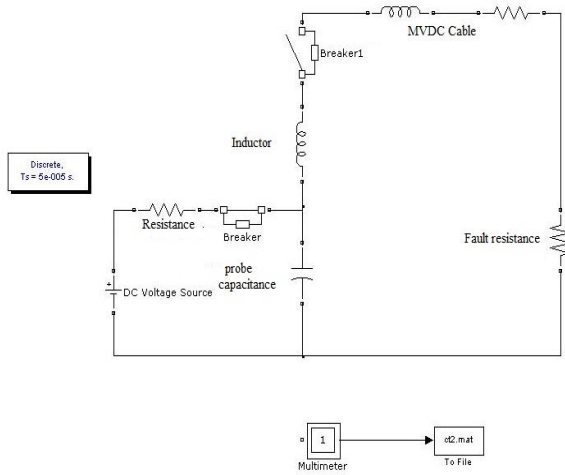 MVDC Cable
Breaker1
Inductor
Discrete,
Ts = 5e-005 s.
Resistance
Breaker
Fault resistance
probe
capacitance
+
DC Voltage Source
1
ct2.mat
Multimeter
To File